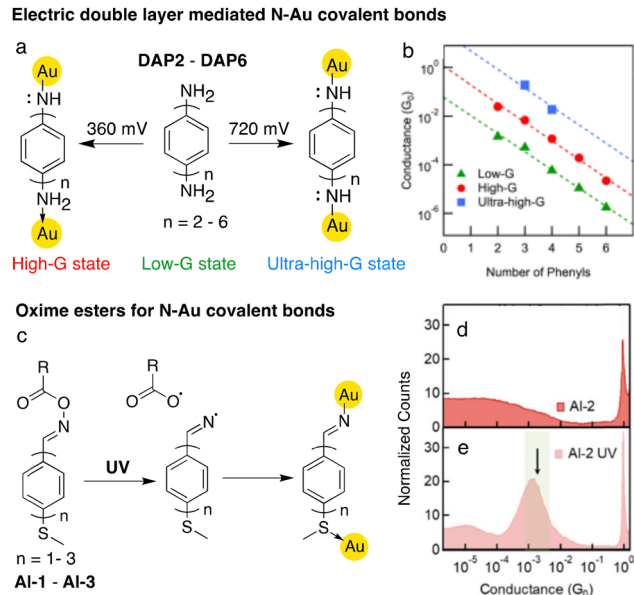 Electric double layer mediated N-Au covalent bonds
a
Au
:NH
n
NH2
Au
High-G state
360 mV
DAP2 - DAP6
NH2
n
NH2
n = 2 - 6
Low-G state
720 mV
Au
:NH
n
:NH
Au
Ultra-high-G state
b
Conductance (G0)
10^0
10^-2
10^-4
10^-6
Low-G
High-G
Ultra-high-G
0 1 2 3 4 5 6
Number of Phenyls
Oxime esters for N-Au covalent bonds
c
R
O O
N
n
S
n = 1- 3
AI-1 - AI-3
UV
R
O O•
N•
n
S
Au
N
n
S
Au
Normalized Counts
d
30
20
10
0
AI-2
e
30
20
10
0
AI-2 UV
10^-5 10^-4 10^-3 10^-2 10^-1 10^0
Conductance (G0)